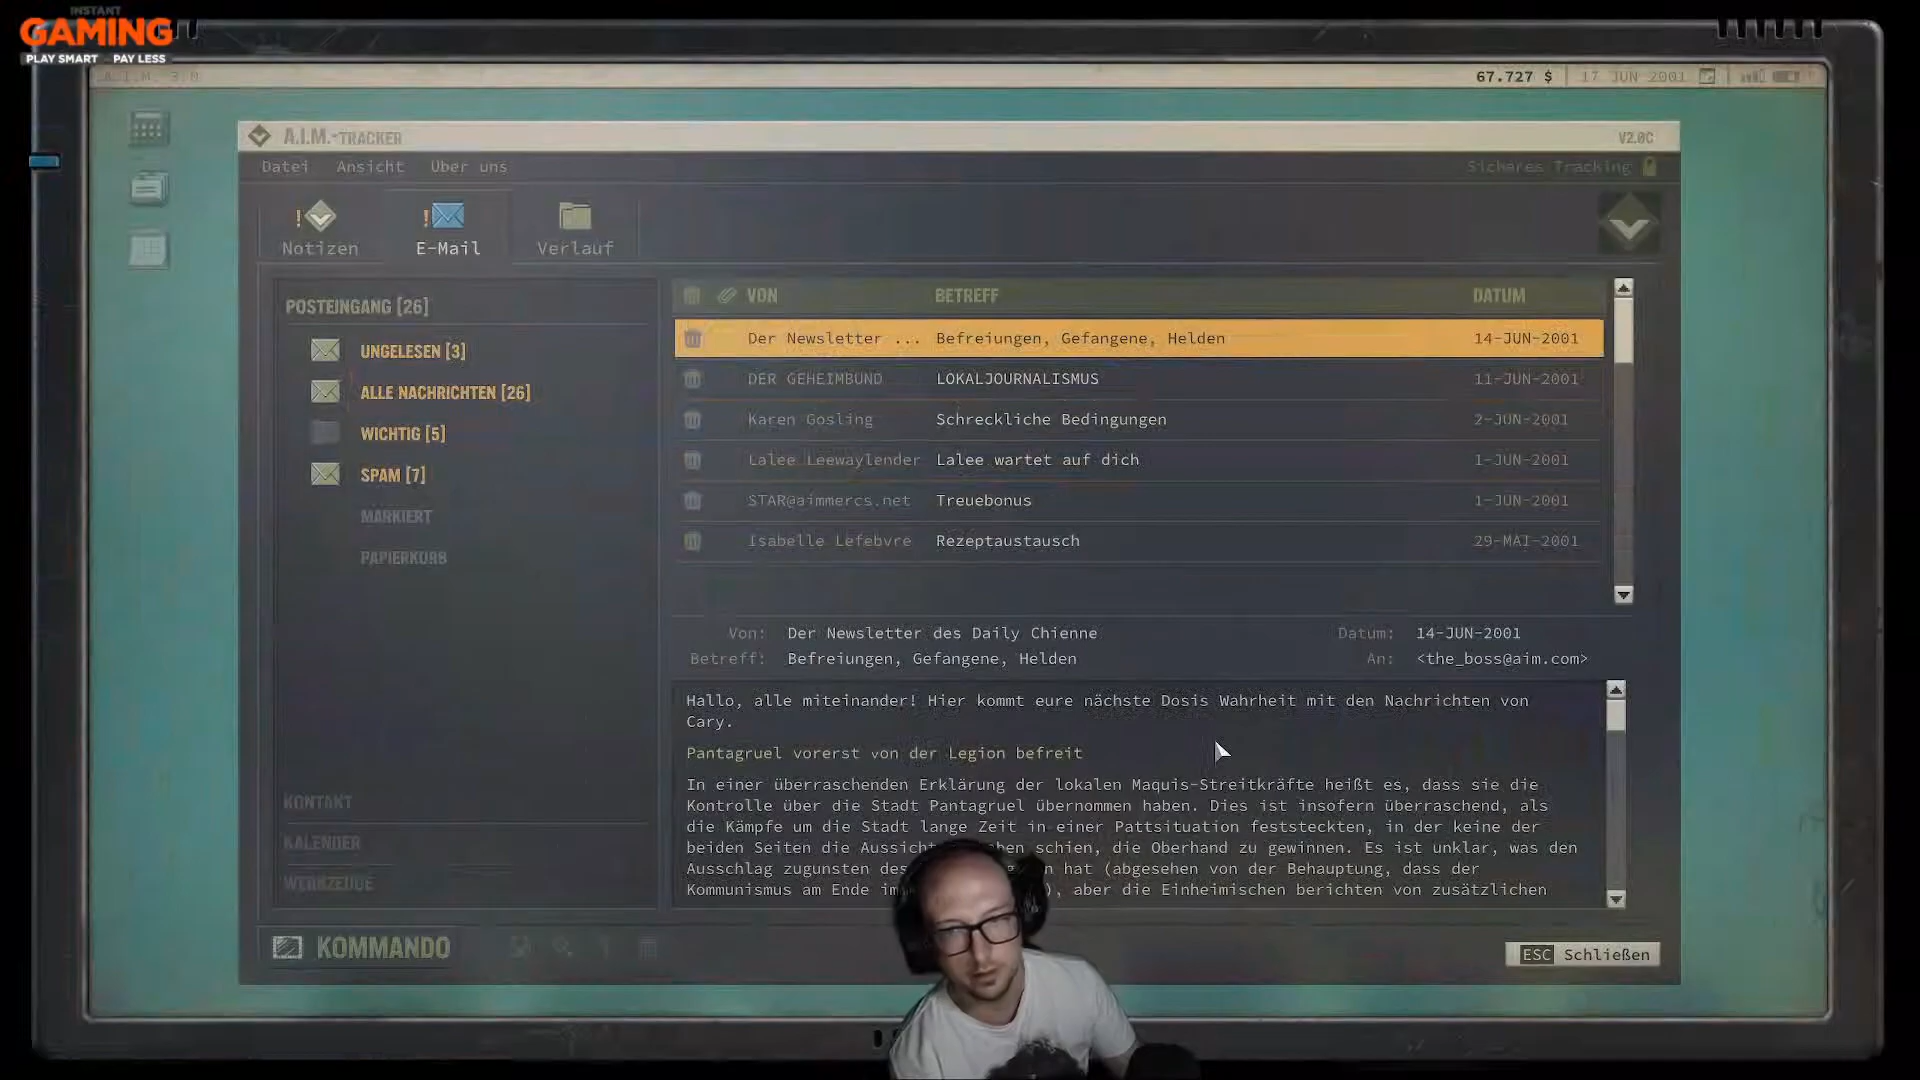 INSTANT
GAMING
PLAY SMART PAY LESS
A.I.M. 3.0
67.727 $
17 JUN 2001
A.I.M.-TRACKER
V2.0C
Datei Ansicht Über uns
Sicheres Tracking
! Notizen
! E-Mail
Verlauf
POSTEINGANG [26]
UNGELESEN [3]
ALLE NACHRICHTEN [26]
WICHTIG [5]
SPAM [7]
MARKIERT
PAPIERKORB
KONTAKT
KALENDER
WERKZEUGE
VON BETREFF DATUM
Der Newsletter ... Befreiungen, Gefangene, Helden 14-JUN-2001
DER GEHEIMBUND LOKALJOURNALISMUS 11-JUN-2001
Karen Gosling Schreckliche Bedingungen 2-JUN-2001
Lalee Leewaylender Lalee wartet auf dich 1-JUN-2001
STAR@aimmercs.net Treuebonus 1-JUN-2001
Isabelle Lefebvre Rezeptaustausch 29-MAI-2001
Von: Der Newsletter des Daily Chienne Datum: 14-JUN-2001
Betreff: Befreiungen, Gefangene, Helden An: <the_boss@aim.com>
Hallo, alle miteinander! Hier kommt eure nächste Dosis Wahrheit mit den Nachrichten von
Cary.
Pantagruel vorerst von der Legion befreit
In einer überraschenden Erklärung der lokalen Maquis-Streitkräfte heißt es, dass sie die
Kontrolle über die Stadt Pantagruel übernommen haben. Dies ist insofern überraschend, als
die Kämpfe um die Stadt lange Zeit in einer Pattsituation feststeckten, in der keine der
beiden Seiten die Aussicht schien, die Oberhand zu gewinnen. Es ist unklar, was den
Ausschlag zugunsten hat (abgesehen von der Behauptung, dass der
Kommunismus am Ende ), aber die Einheimischen berichten von zusätzlichen
KOMMANDO
ESC Schließen